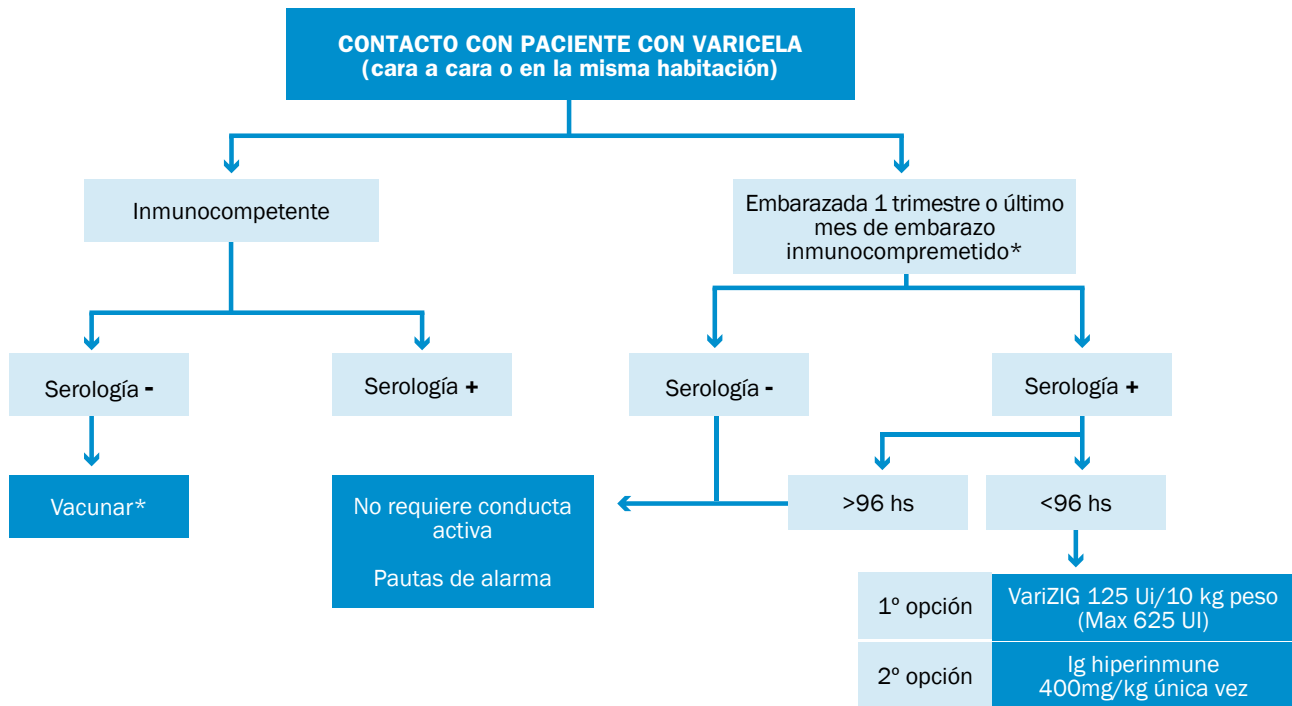 CONTACTO CON PACIENTE CON VARICELA
(cara a cara o en la misma habitación)
Inmunocompetente
Embarazada 1 trimestre o último
mes de embarazo
inmunocompremetido*
Serología -
Serología +
Serología -
Serología +
Vacunar*
No requiere conducta
activa
Pautas de alarma
>96 hs
<96 hs
1º opción
VariZIG 125 Ui/10 kg peso
(Max 625 UI)
2º opción
Ig hiperinmune
400mg/kg única vez